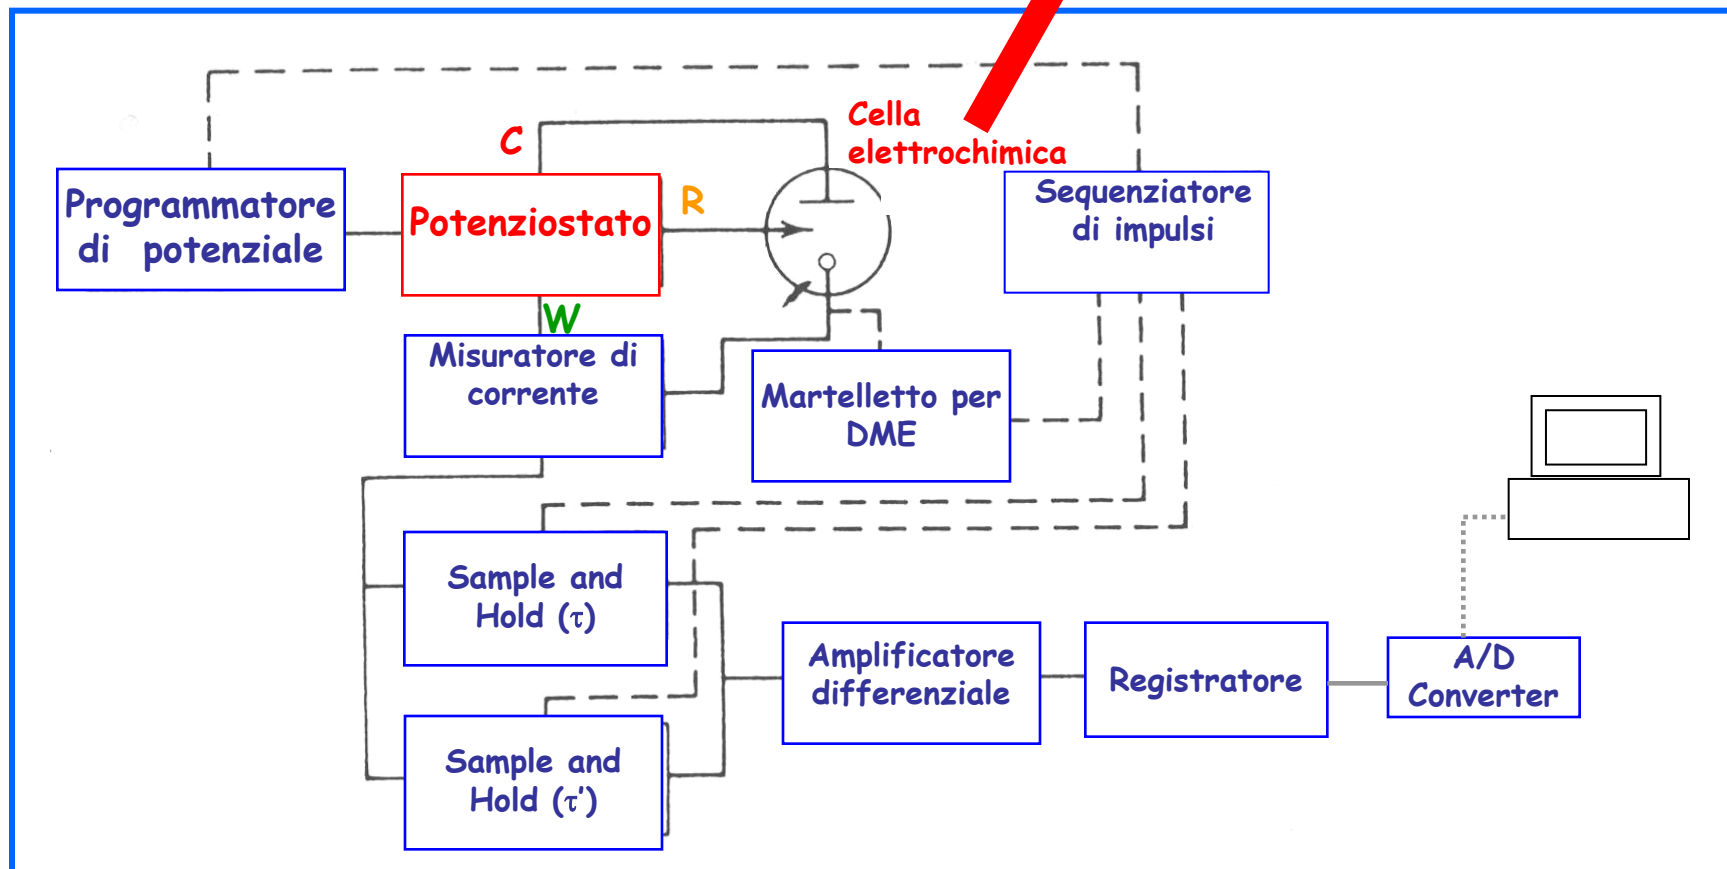 C
Cella
elettrochimica
Programmatore
di potenziale
Potenziostato
R
Sequenziatore
di impulsi
W
Misuratore di
corrente
Martelletto per
DME
Sample and
Hold (τ)
Amplificatore
differenziale
Registratore
A/D
Converter
Sample and
Hold (τ')